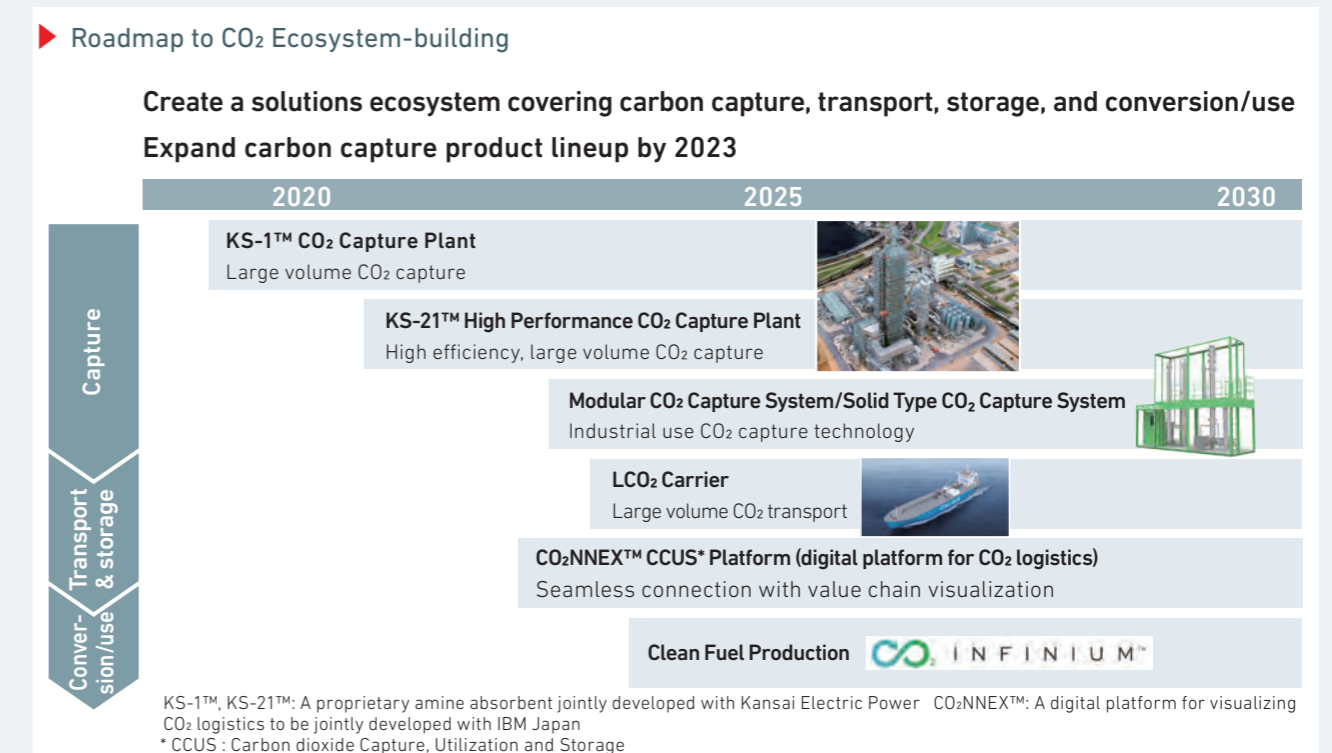 Roadmap to CO₂ Ecosystem-building
Create a solutions ecosystem covering carbon capture, transport, storage, and conversion/use
Expand carbon capture product lineup by 2023
2020 2025 2030
Capture
KS-1™ CO₂ Capture Plant
Large volume CO₂ capture
KS-21™ High Performance CO₂ Capture Plant
High efficiency, large volume CO₂ capture
Modular CO₂ Capture System/Solid Type CO₂ Capture System
Industrial use CO₂ capture technology
Transport
& storage
LCO₂ Carrier
Large volume CO₂ transport
CO₂NNEX™ CCUS* Platform (digital platform for CO₂ logistics)
Seamless connection with value chain visualization
Conver-
sion/use
Clean Fuel Production CO₂ INFINIUM™
KS-1™, KS-21™: A proprietary amine absorbent jointly developed with Kansai Electric Power CO₂NNEX™: A digital platform for visualizing
CO₂ logistics to be jointly developed with IBM Japan
* CCUS : Carbon dioxide Capture, Utilization and Storage